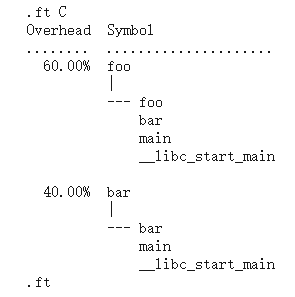 .ft C
Overhead  Symbol
........  .....................
  60.00%  foo
          |
          --- foo
              bar
              main
              __libc_start_main

  40.00%  bar
          |
          --- bar
              main
              __libc_start_main
.ft